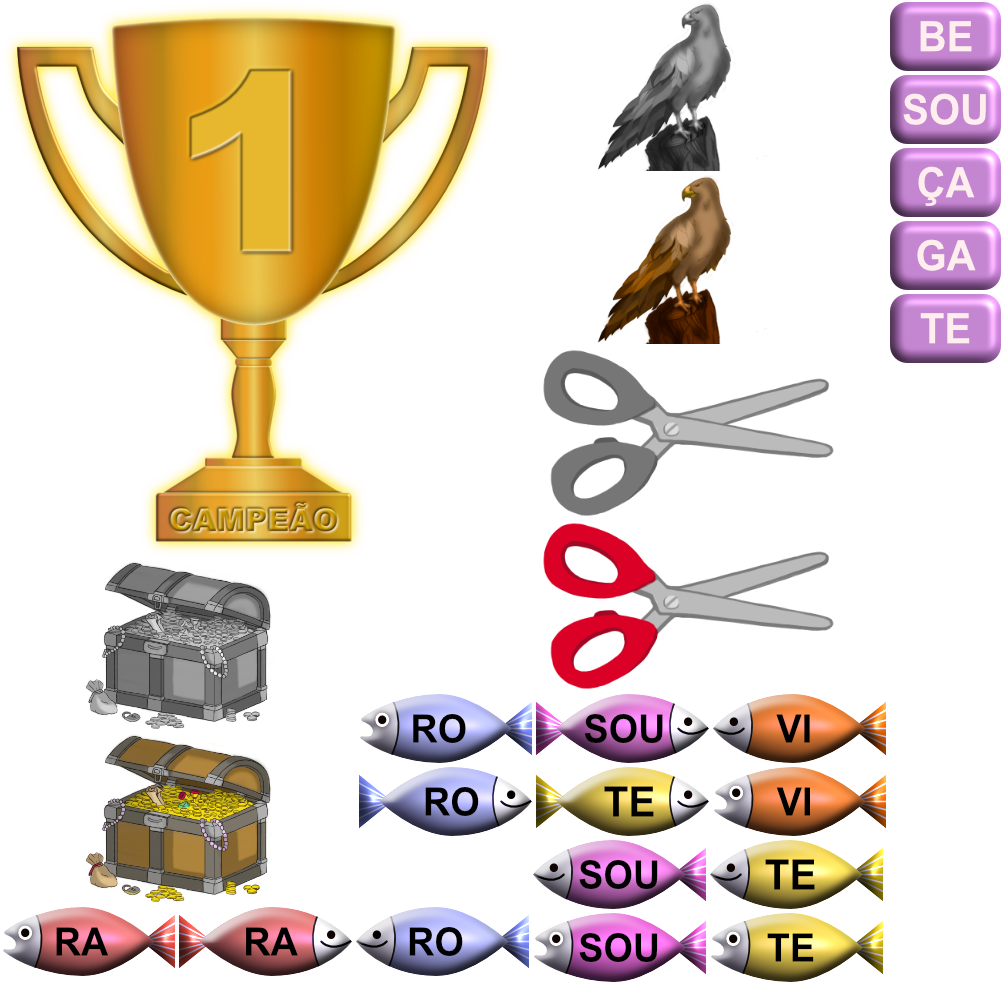 1
CAMPEÃO
BE
SOU
ÇA
GA
TE
RO SOU VI
RO TE VI
SOU TE
RA RA RO SOU TE